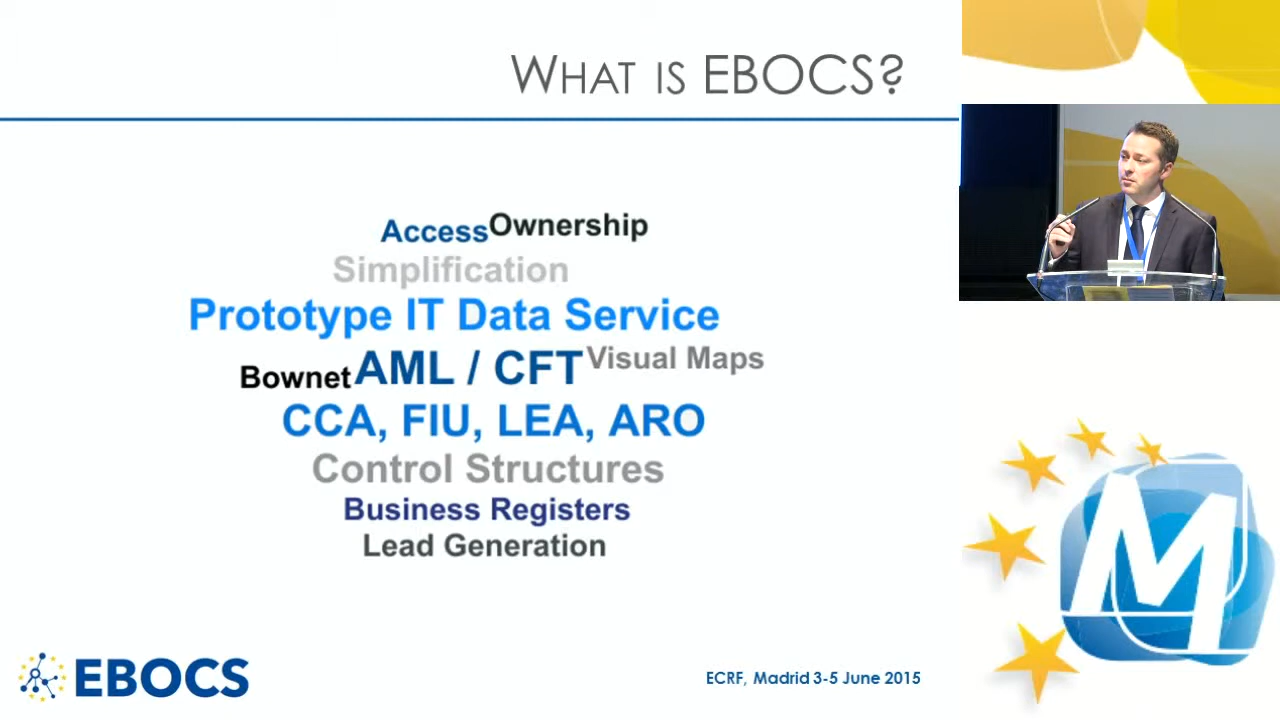 WHAT IS EBOCS?
Access Ownership
Simplification
Prototype IT Data Service
Bownet AML / CFT Visual Maps
CCA, FIU, LEA, ARO
Control Structures
Business Registers
Lead Generation
EBOCS
ECRF, Madrid 3-5 June 2015
M